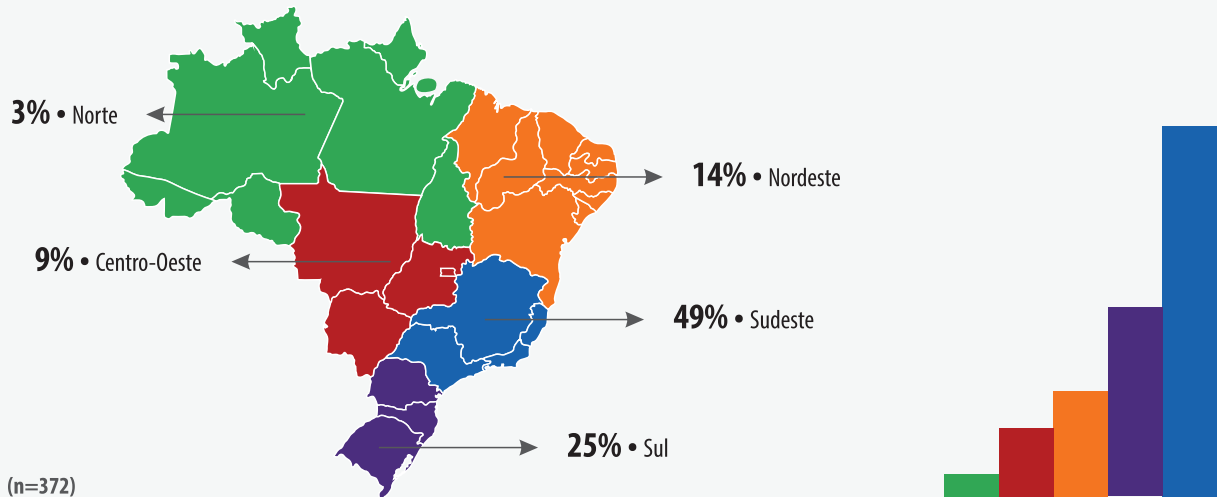 3% • Norte
14% • Nordeste
9% • Centro-Oeste
49% • Sudeste
25% • Sul
(n=372)